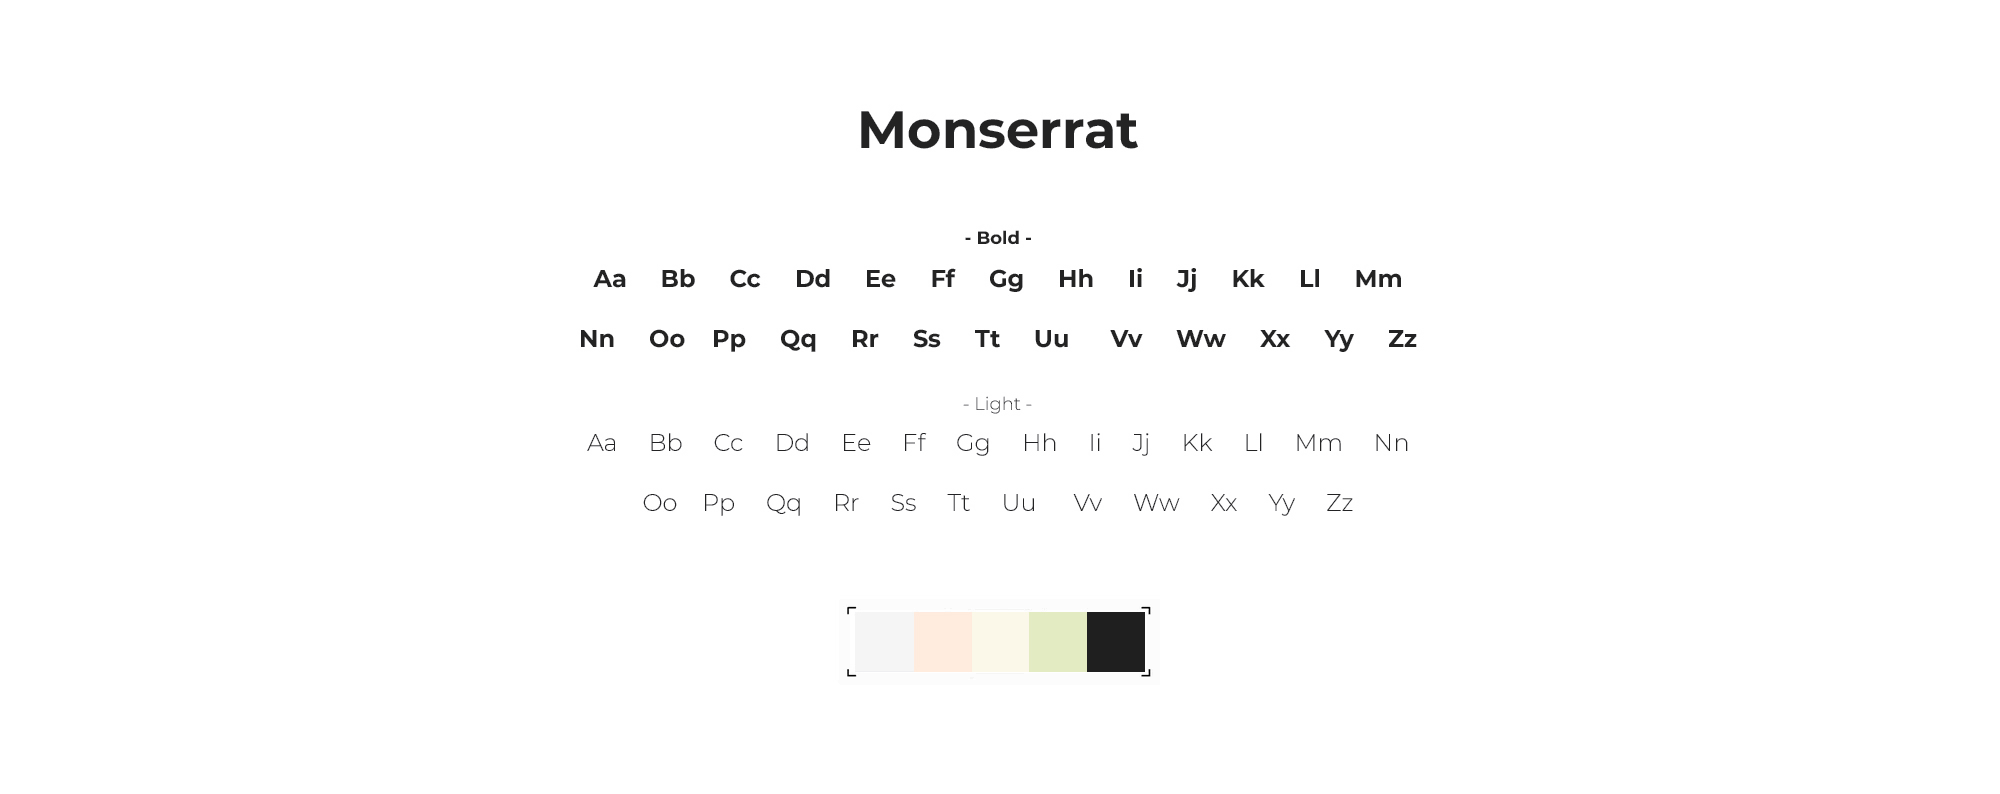 Monserrat
- Bold -
Aa Bb Cc Dd Ee Ff Gg Hh Ii Jj Kk Ll Mm
Nn Oo Pp Qq Rr Ss Tt Uu Vv Ww Xx Yy Zz
- Light -
Aa Bb Cc Dd Ee Ff Gg Hh Ii Jj Kk Ll Mm Nn
Oo Pp Qq Rr Ss Tt Uu Vv Ww Xx Yy Zz